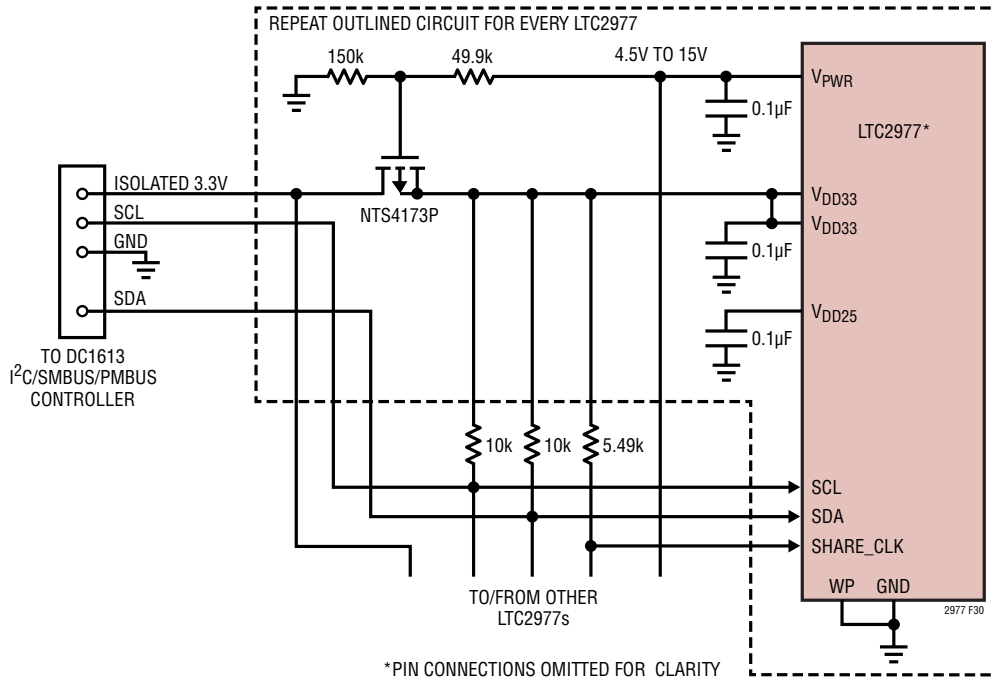 REPEAT OUTLINED CIRCUIT FOR EVERY LTC2977
150k
49.9k
4.5V TO 15V
VPWR
0.1µF
LTC2977*
ISOLATED 3.3V
NTS4173P
VDD33
SCL
VDD33
GND
0.1µF
SDA
VDD25
0.1µF
TO DC1613
I2C/SMBUS/PMBUS
CONTROLLER
10k
10k
5.49k
SCL
SDA
SHARE_CLK
TO/FROM OTHER
LTC2977s
WP
GND
2977 F30
*PIN CONNECTIONS OMITTED FOR CLARITY